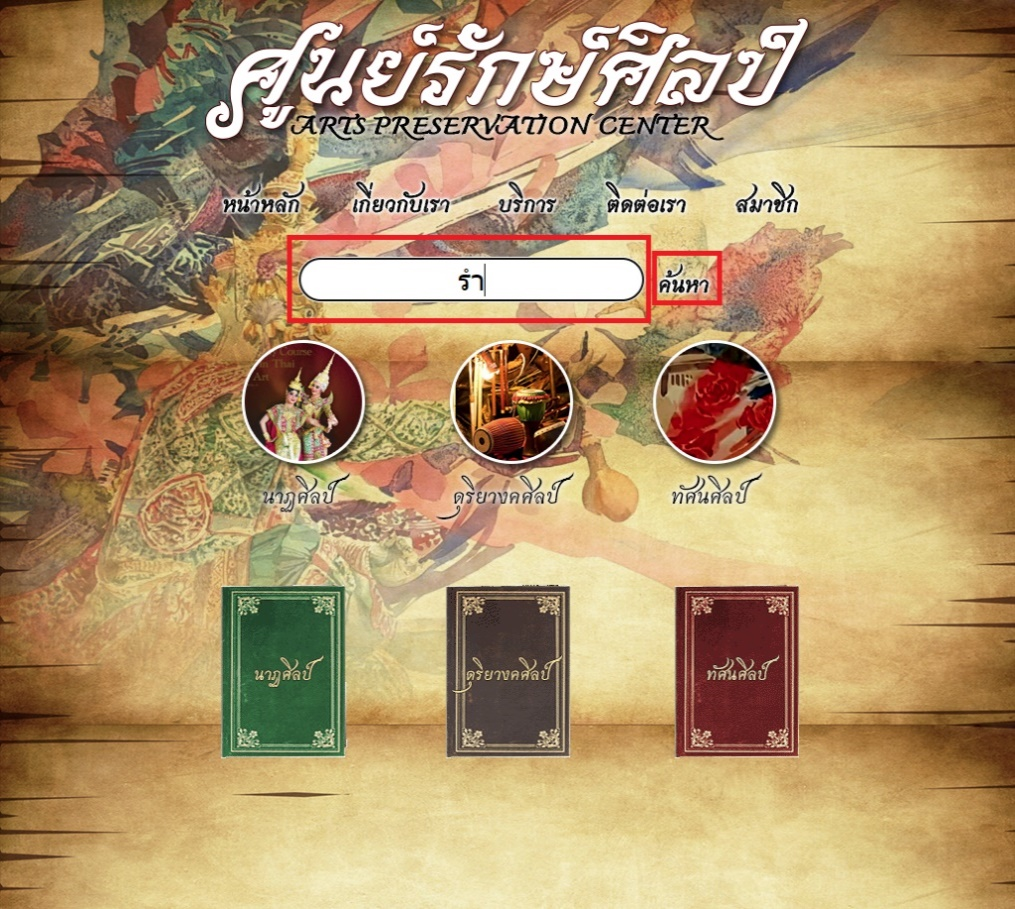 ศูนย์รักษ์ศิลป์
ARTS PRESERVATION CENTER
หน้าหลัก เกี่ยวกับเรา บริการ ติดต่อเรา สมาชิก
รำ ค้นหา
นาฏศิลป์ ดุริยางคศิลป์ ทัศนศิลป์
นาฏศิลป์ ดุริยางคศิลป์ ทัศนศิลป์